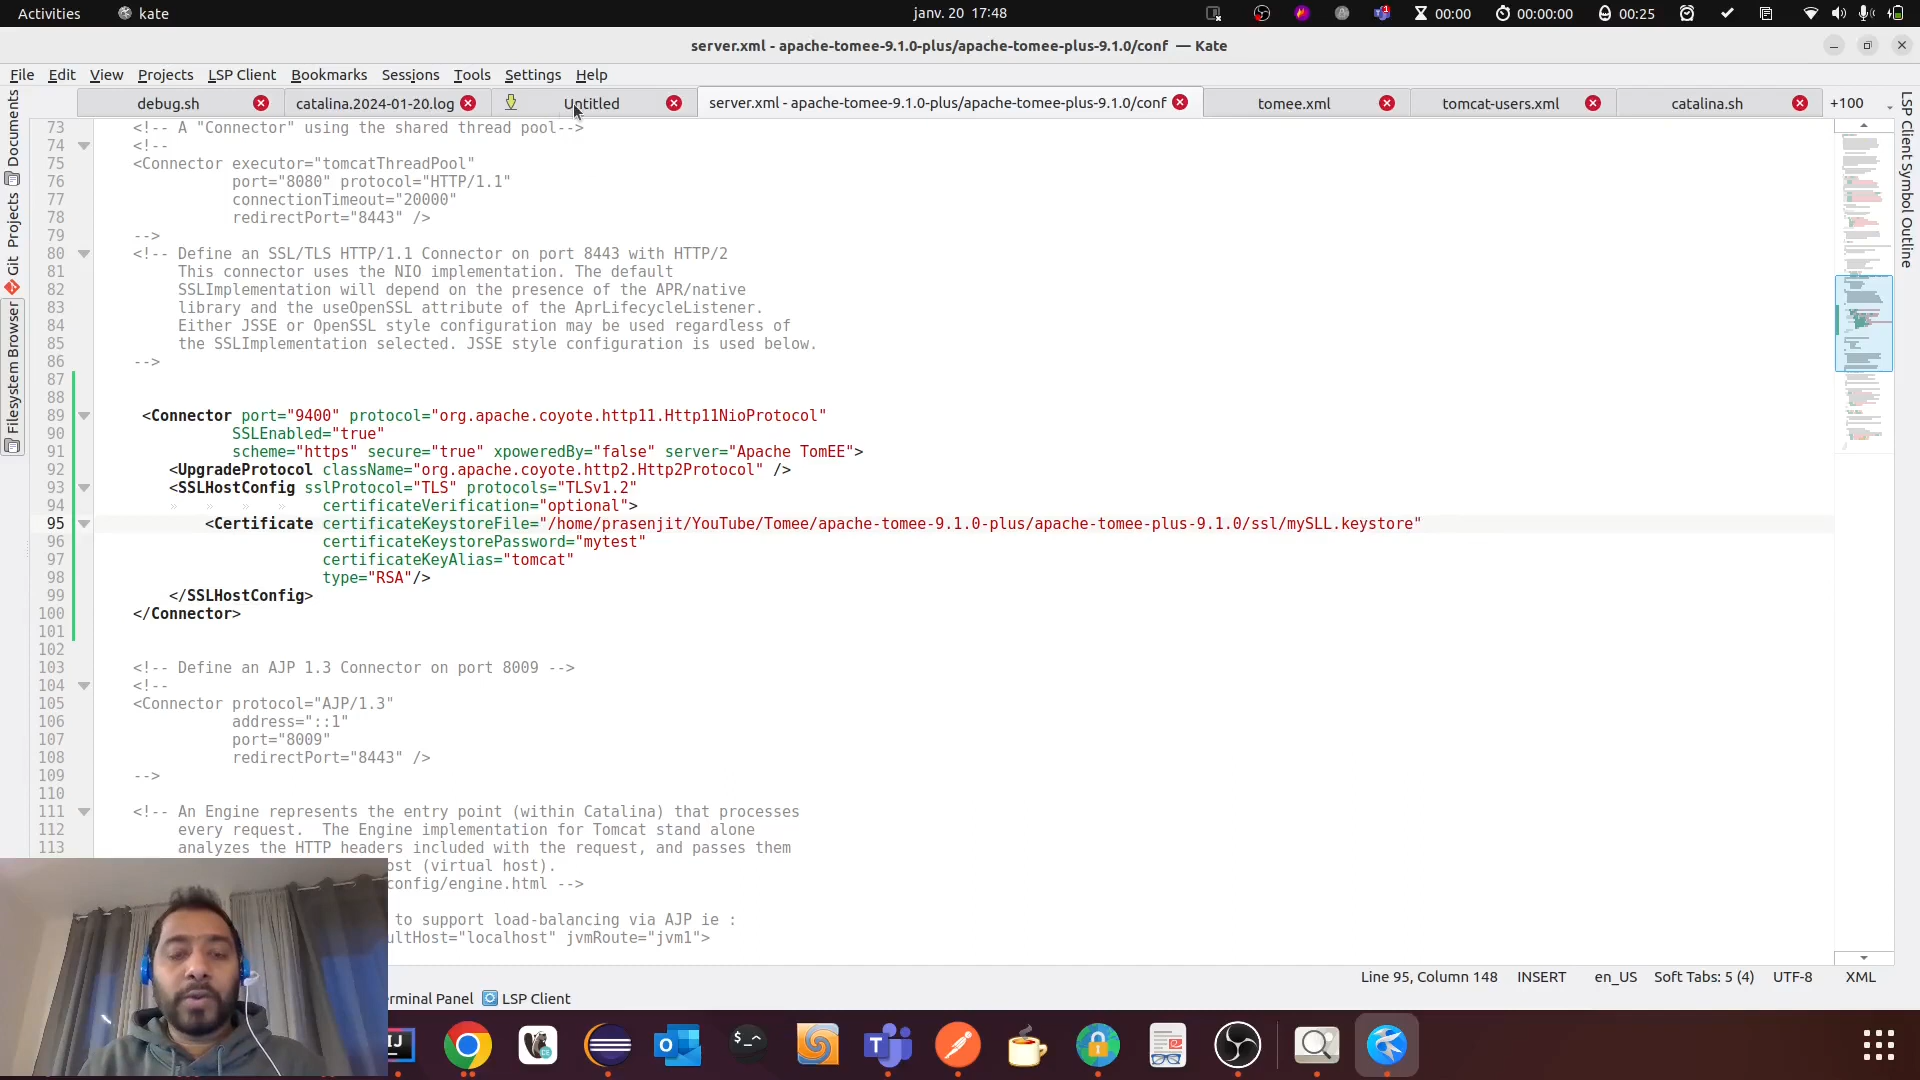 Activities
kate
janv. 20 17:48
00:00
00:00:00
00:25
server.xml - apache-tomee-9.1.0-plus/apache-tomee-plus-9.1.0/conf — Kate
File Edit View Projects LSP Client Bookmarks Sessions Tools Settings Help
debug.sh
catalina.2024-01-20.log
Untitled
server.xml - apache-tomee-9.1.0-plus/apache-tomee-plus-9.1.0/conf
tomee.xml
tomcat-users.xml
catalina.sh
+100
Documents
Projects
Git
Filesystem Browser
LSP Client Symbol Outline
73 <!-- A "Connector" using the shared thread pool-->
74 <!--
75 <Connector executor="tomcatThreadPool"
76 port="8080" protocol="HTTP/1.1"
77 connectionTimeout="20000"
78 redirectPort="8443" />
79 -->
80 <!-- Define an SSL/TLS HTTP/1.1 Connector on port 8443 with HTTP/2
81 This connector uses the NIO implementation. The default
82 SSLImplementation will depend on the presence of the APR/native
83 library and the useOpenSSL attribute of the AprLifecycleListener.
84 Either JSSE or OpenSSL style configuration may be used regardless of
85 the SSLImplementation selected. JSSE style configuration is used below.
86 -->
87
88
89 <Connector port="9400" protocol="org.apache.coyote.http11.Http11NioProtocol"
90 SSLEnabled="true"
91 scheme="https" secure="true" xpoweredBy="false" server="Apache TomEE">
92 <UpgradeProtocol className="org.apache.coyote.http2.Http2Protocol" />
93 <SSLHostConfig sslProtocol="TLS" protocols="TLSv1.2"
94 certificateVerification="optional">
95 <Certificate certificateKeystoreFile="/home/prasenjit/YouTube/Tomee/apache-tomee-9.1.0-plus/apache-tomee-plus-9.1.0/ssl/mySLL.keystore"
96 certificateKeystorePassword="mytest"
97 certificateKeyAlias="tomcat"
98 type="RSA"/>
99 </SSLHostConfig>
100 </Connector>
101
102
103 <!-- Define an AJP 1.3 Connector on port 8009 -->
104 <!--
105 <Connector protocol="AJP/1.3"
106 address="::1"
107 port="8009"
108 redirectPort="8443" />
109 -->
110
111 <!-- An Engine represents the entry point (within Catalina) that processes
112 every request. The Engine implementation for Tomcat stand alone
113 analyzes the HTTP headers included with the request, and passes them
ost (virtual host).
config/engine.html -->
to support load-balancing via AJP ie :
ultHost="localhost" jvmRoute="jvm1">
Line 95, Column 148 INSERT en_US Soft Tabs: 5 (4) UTF-8 XML
erminal Panel LSP Client